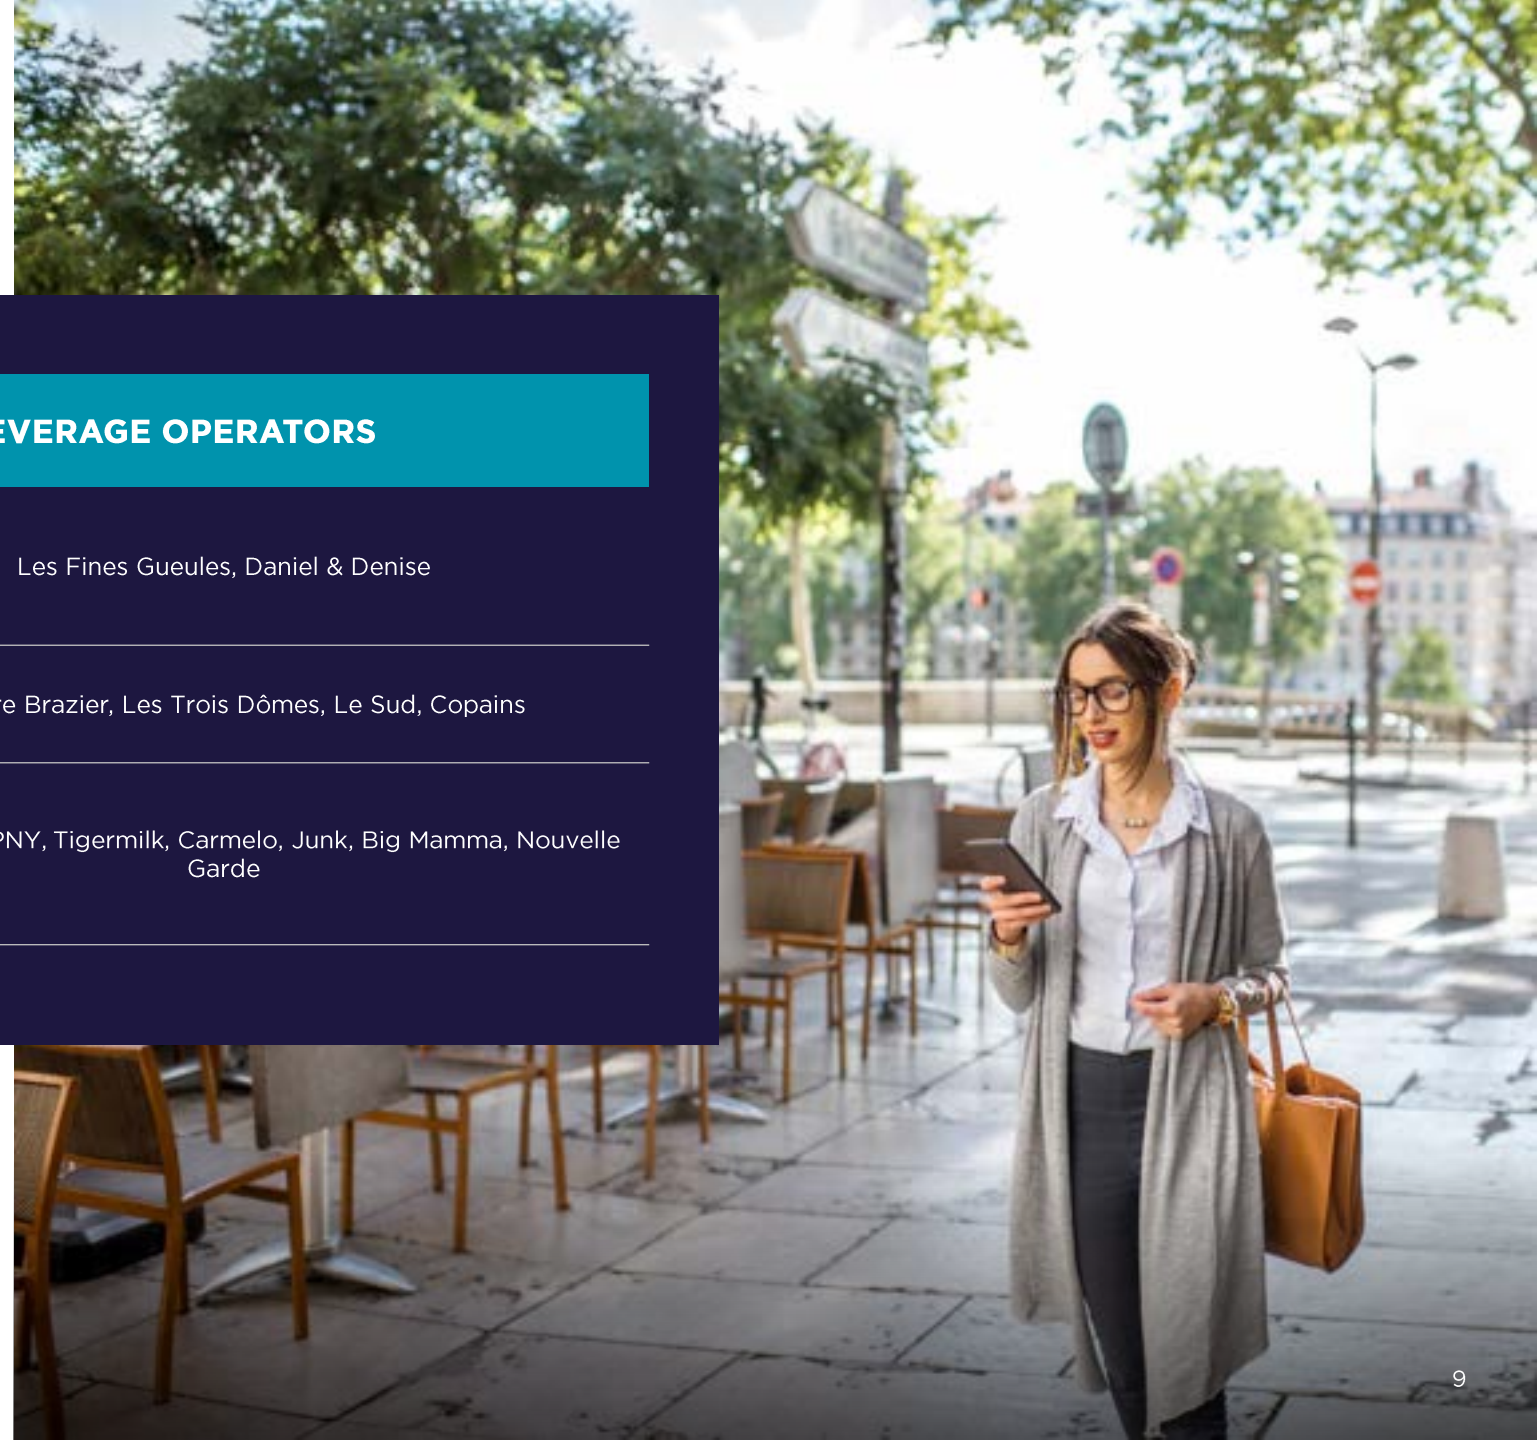 EVERAGE OPERATORS
Les Fines Gueules, Daniel & Denise
re Brazier, Les Trois Dômes, Le Sud, Copains
PNY, Tigermilk, Carmelo, Junk, Big Mamma, Nouvelle
Garde
9